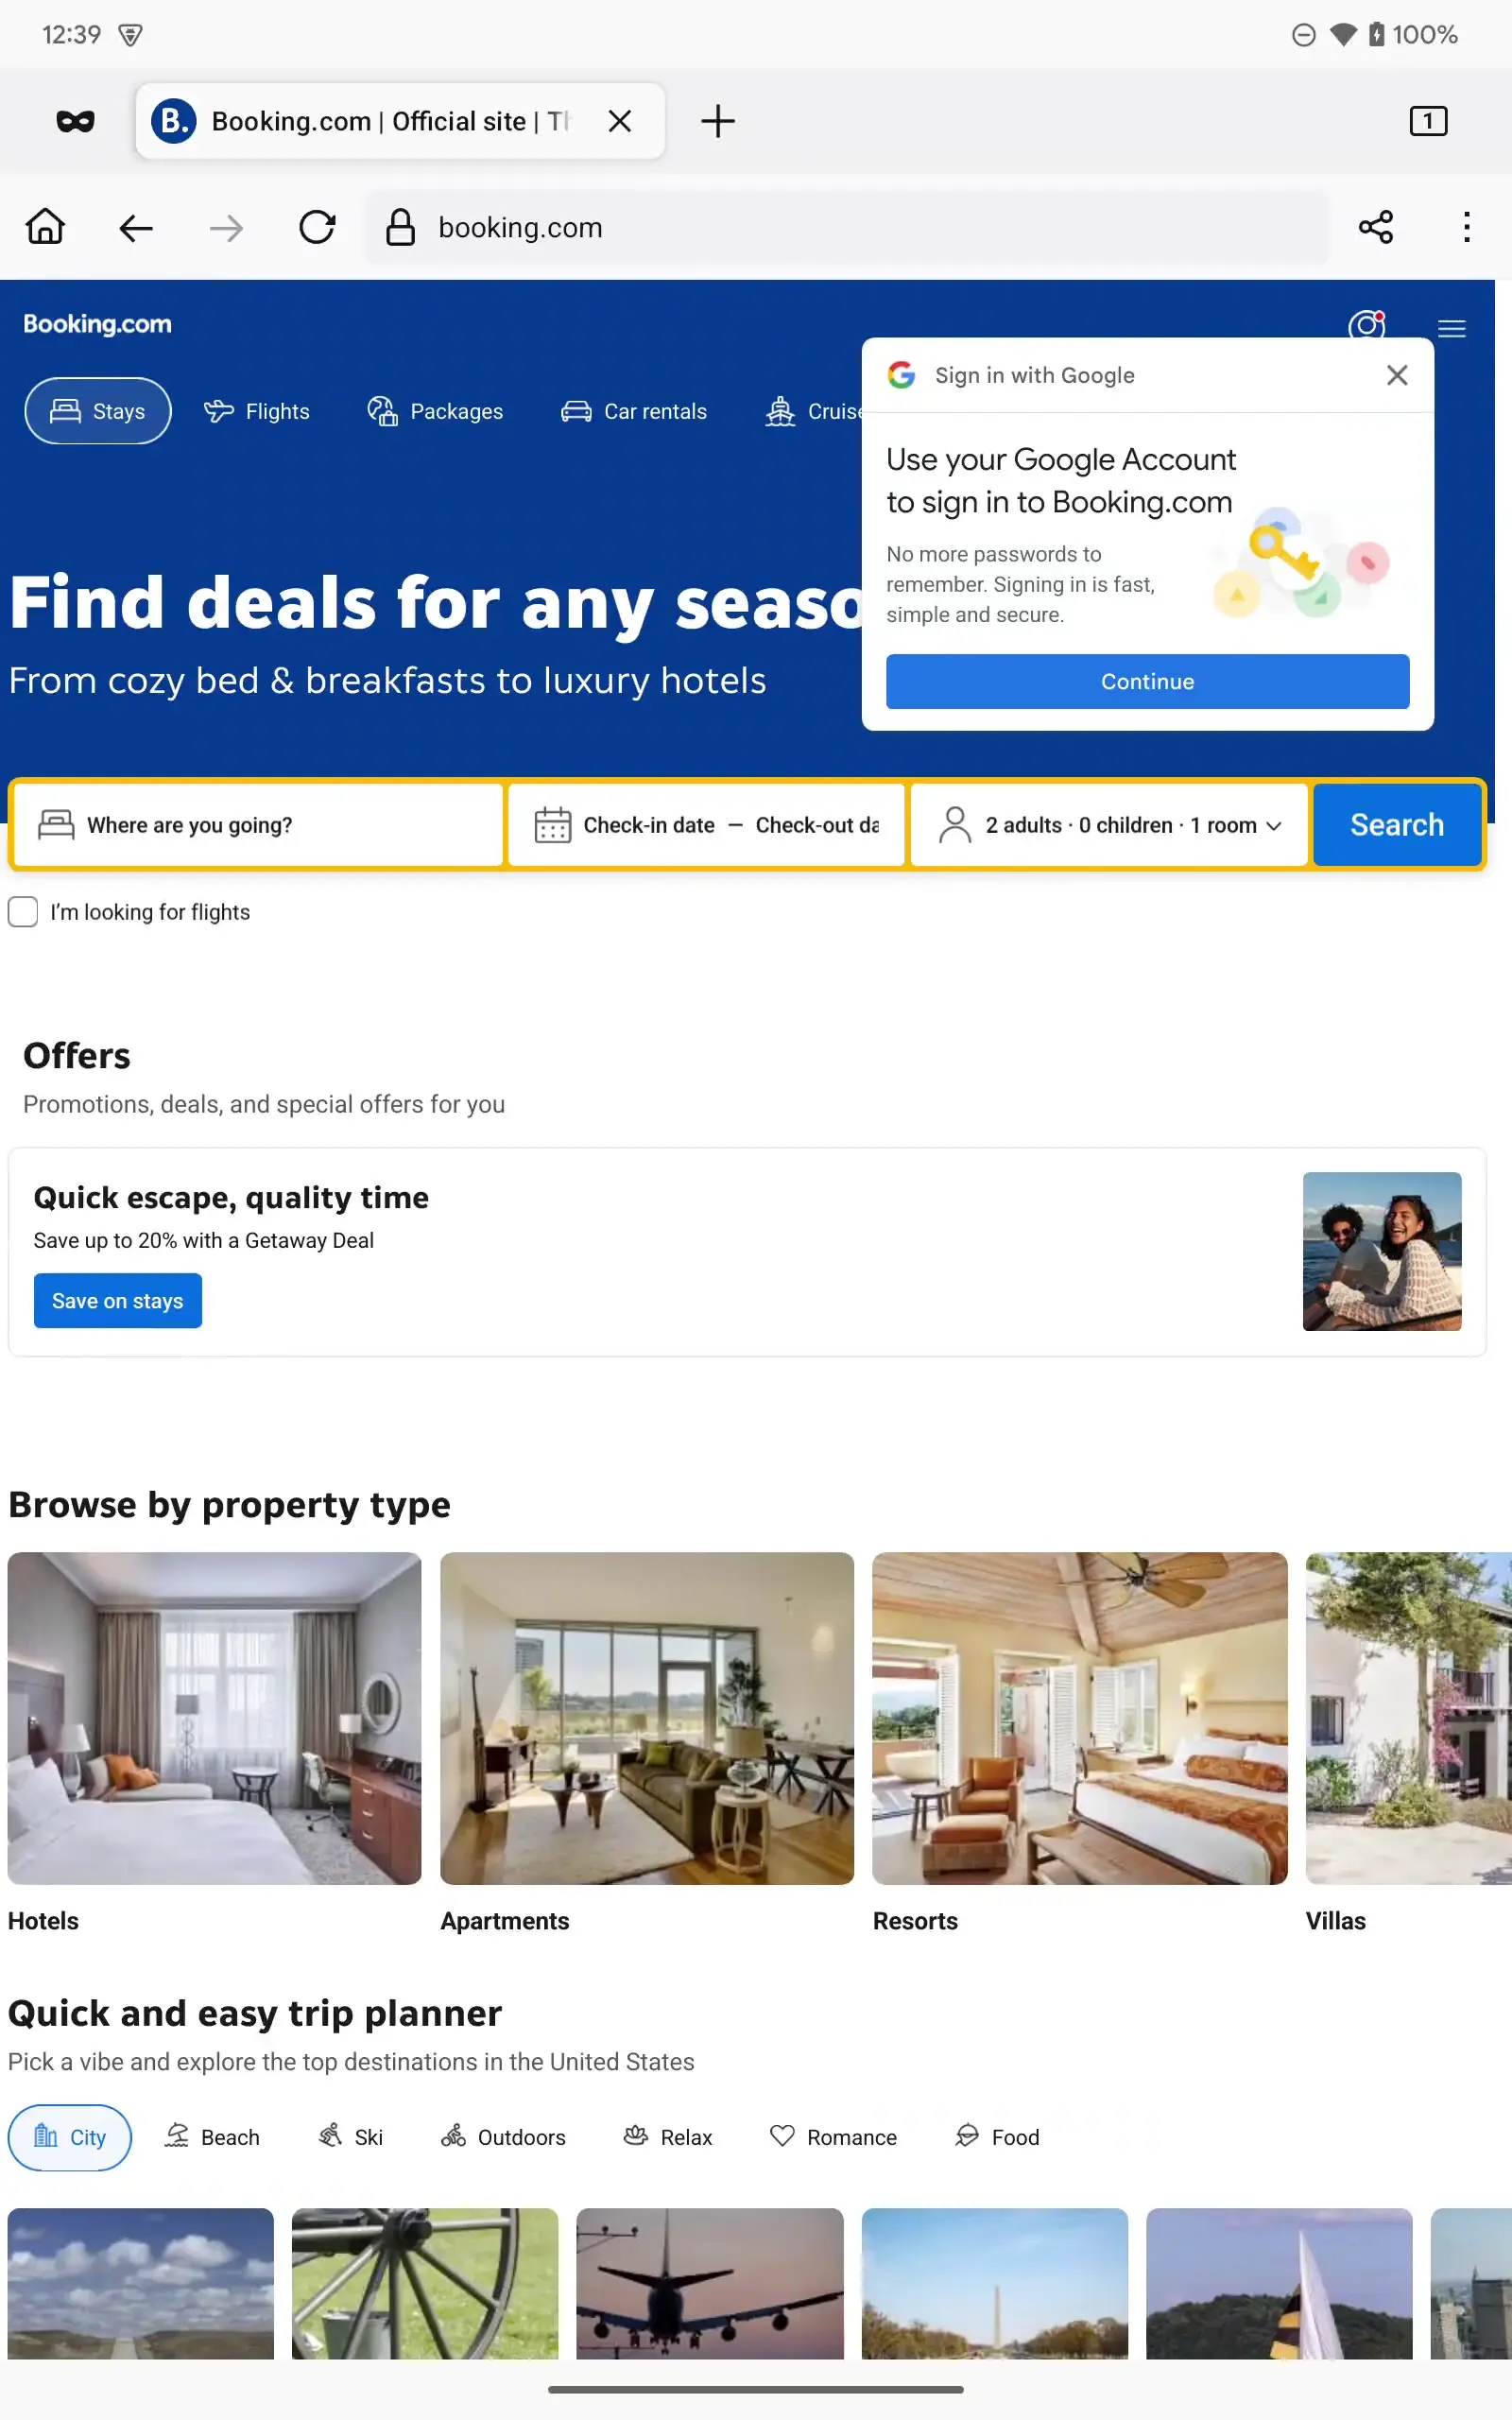 12:39
100%
B. Booking.com | Official site | Th
1
booking.com
Booking.com
Stays
Flights
Packages
Car rentals
Cruise
Sign in with Google
Use your Google Account
to sign in to Booking.com
No more passwords to
remember. Signing in is fast,
simple and secure.
Continue
Find deals for any seaso
From cozy bed & breakfasts to luxury hotels
Where are you going?
Check-in date — Check-out da
2 adults · 0 children · 1 room
Search
I’m looking for flights
Offers
Promotions, deals, and special offers for you
Quick escape, quality time
Save up to 20% with a Getaway Deal
Save on stays
Browse by property type
Hotels
Apartments
Resorts
Villas
Quick and easy trip planner
Pick a vibe and explore the top destinations in the United States
City
Beach
Ski
Outdoors
Relax
Romance
Food